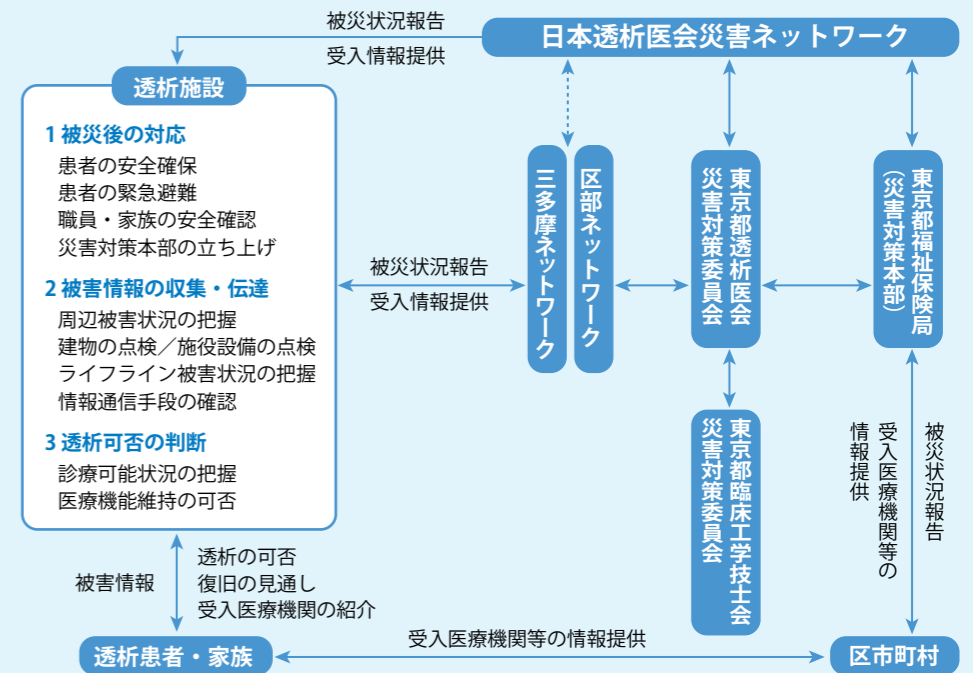 被災状況報告
受入情報提供
日本透析医会災害ネットワーク
透析施設
1 被災後の対応
患者の安全確保
患者の緊急避難
職員・家族の安全確認
災害対策本部の立ち上げ
2 被害情報の収集・伝達
周辺被害状況の把握
建物の点検／施役設備の点検
ライフライン被害状況の把握
情報通信手段の確認
3 透析可否の判断
診療可能状況の把握
医療機能維持の可否
被災状況報告
受入情報提供
区部ネットワーク
三多摩ネットワーク
東京都透析医会
災害対策委員会
東京都福祉保険局
（災害対策本部）
東京都臨床工学技士会
災害対策委員会
被災状況報告
受入医療機関等の
情報提供
被害情報
透析の可否
復旧の見通し
受入医療機関の紹介
透析患者・家族
受入医療機関等の情報提供
区市町村